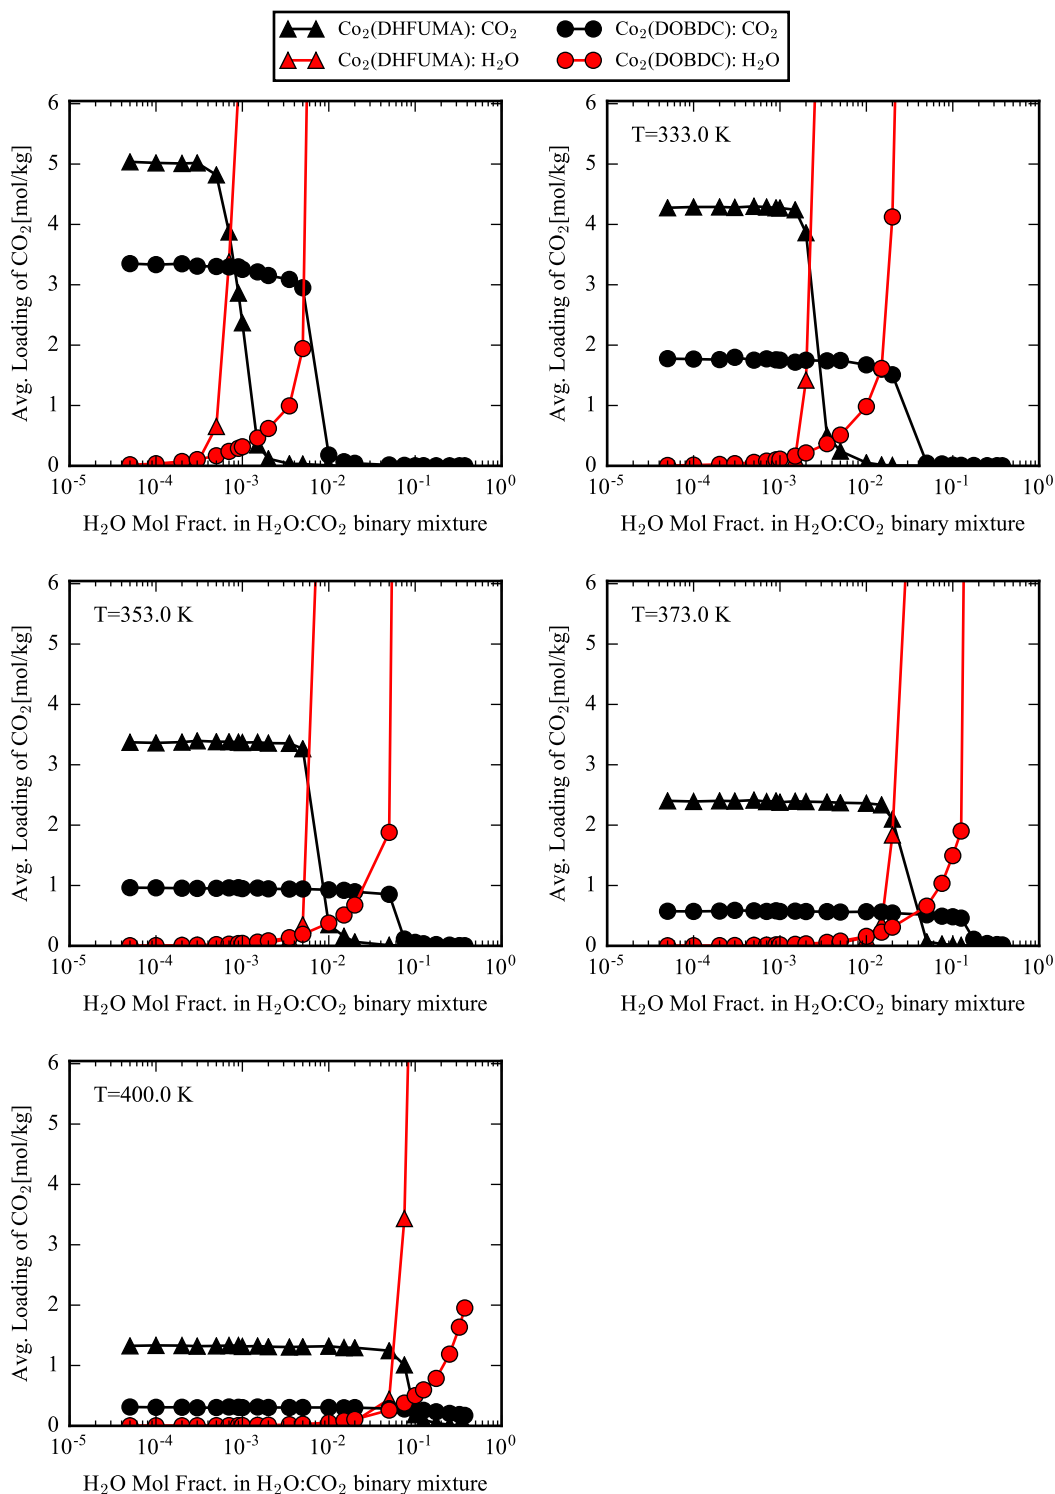 Co₂(DHFUMA): CO₂ Co₂(DOBDC): CO₂
Co₂(DHFUMA): H₂O Co₂(DOBDC): H₂O
Avg. Loading of CO₂[mol/kg]
6
5
4
3
2
1
0
10⁻⁵ 10⁻⁴ 10⁻³ 10⁻² 10⁻¹ 10⁰
H₂O Mol Fract. in H₂O:CO₂ binary mixture
T=333.0 K
Avg. Loading of CO₂[mol/kg]
6
5
4
3
2
1
0
10⁻⁵ 10⁻⁴ 10⁻³ 10⁻² 10⁻¹ 10⁰
H₂O Mol Fract. in H₂O:CO₂ binary mixture
T=353.0 K
Avg. Loading of CO₂[mol/kg]
6
5
4
3
2
1
0
10⁻⁵ 10⁻⁴ 10⁻³ 10⁻² 10⁻¹ 10⁰
H₂O Mol Fract. in H₂O:CO₂ binary mixture
T=373.0 K
Avg. Loading of CO₂[mol/kg]
6
5
4
3
2
1
0
10⁻⁵ 10⁻⁴ 10⁻³ 10⁻² 10⁻¹ 10⁰
H₂O Mol Fract. in H₂O:CO₂ binary mixture
T=400.0 K
Avg. Loading of CO₂[mol/kg]
6
5
4
3
2
1
0
10⁻⁵ 10⁻⁴ 10⁻³ 10⁻² 10⁻¹ 10⁰
H₂O Mol Fract. in H₂O:CO₂ binary mixture